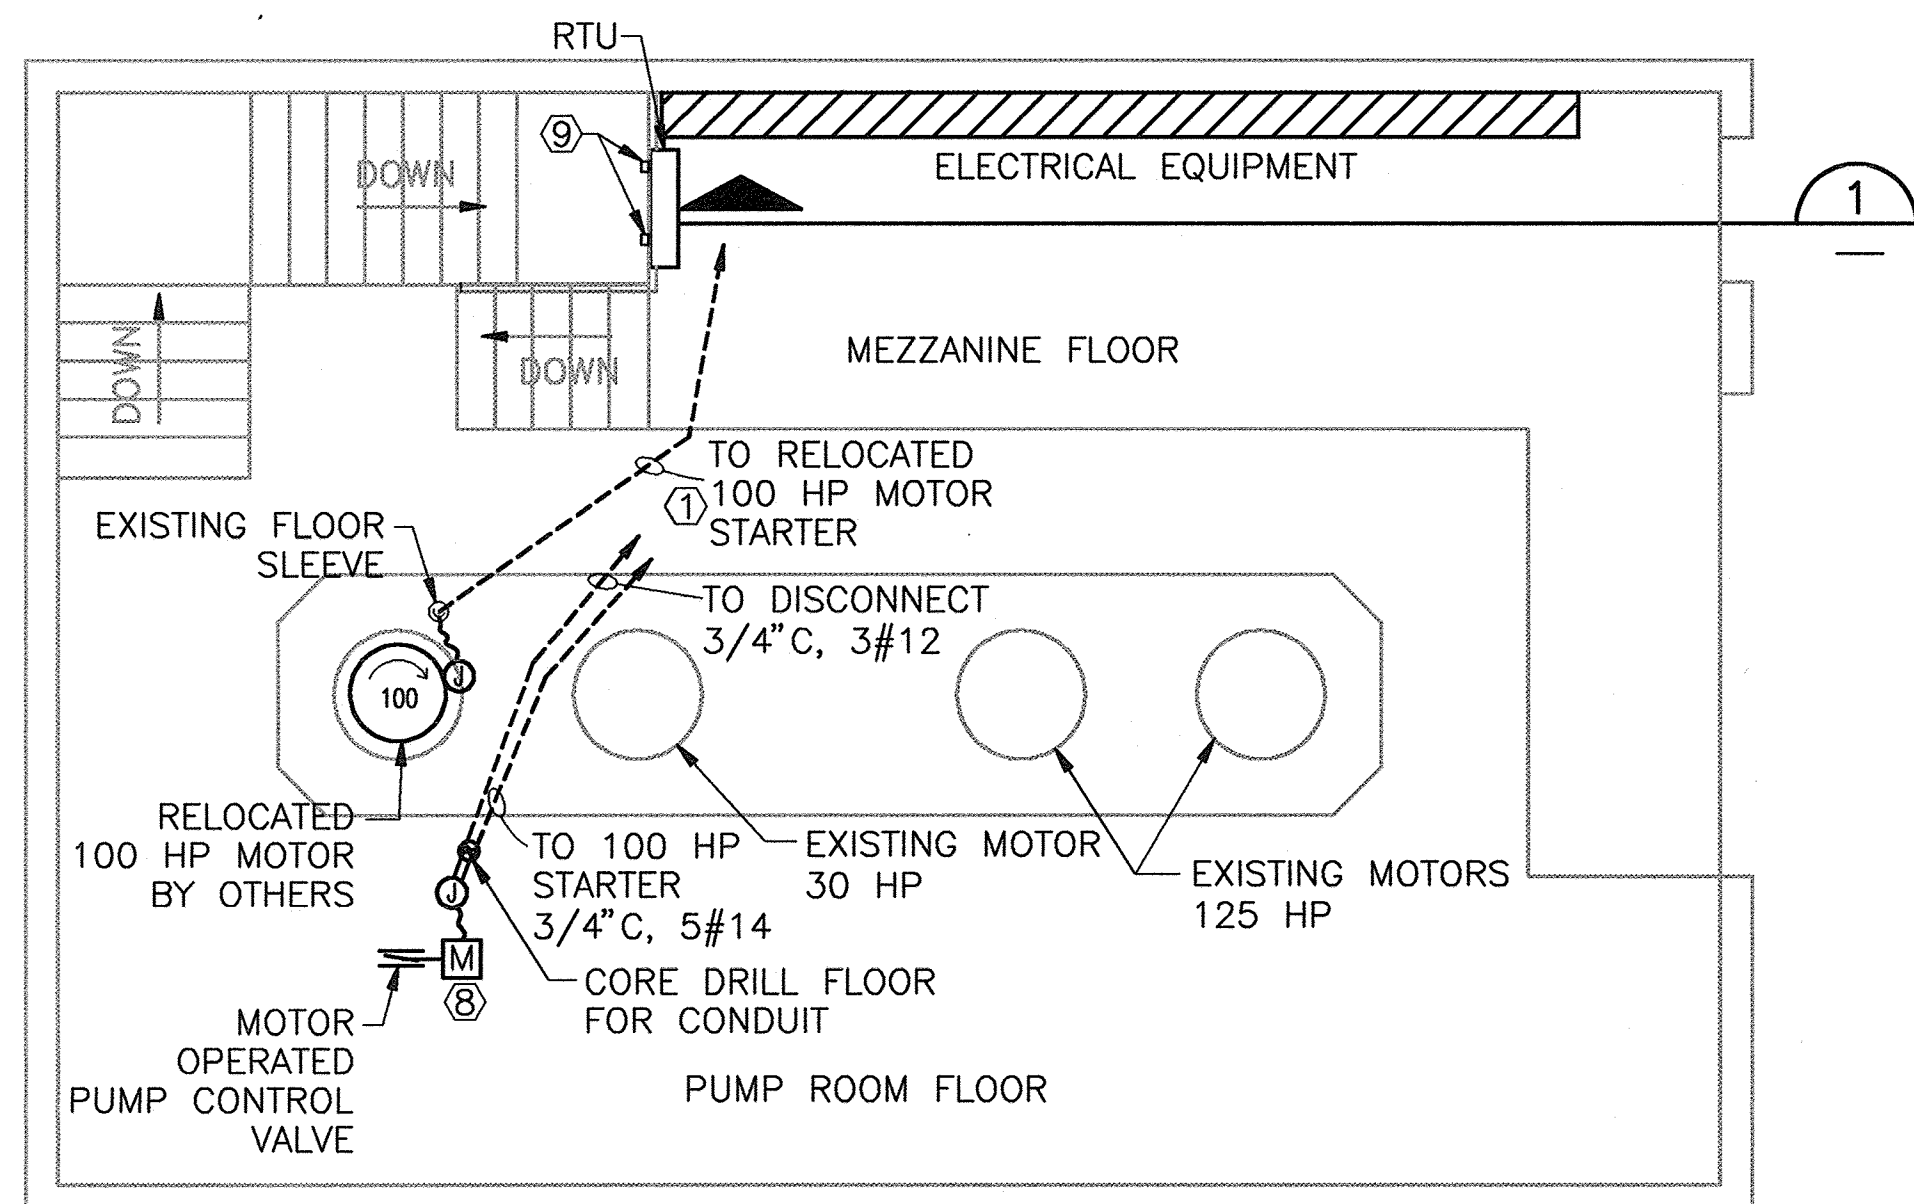 RTU
9
DOWN
ELECTRICAL EQUIPMENT
1
DOWN
DOWN
MEZZANINE FLOOR
TO RELOCATED
100 HP MOTOR
STARTER
1
EXISTING FLOOR
SLEEVE
TO DISCONNECT
3/4"C, 3#12
J
100
RELOCATED
100 HP MOTOR
BY OTHERS
TO 100 HP
STARTER
3/4"C, 5#14
EXISTING MOTOR
30 HP
EXISTING MOTORS
125 HP
J
M
8
CORE DRILL FLOOR
FOR CONDUIT
MOTOR
OPERATED
PUMP CONTROL
VALVE
PUMP ROOM FLOOR